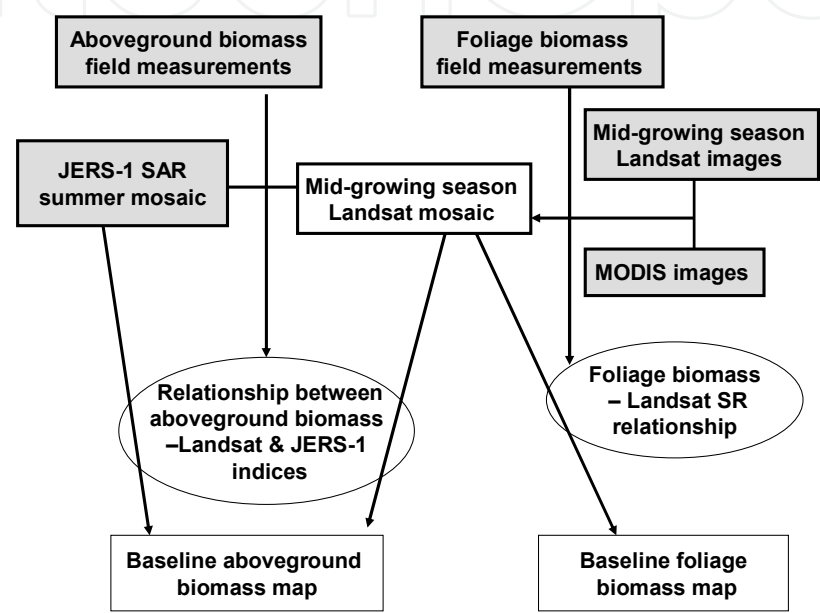 Aboveground biomass
field measurements
Foliage biomass
field measurements
Mid-growing season
Landsat images
JERS-1 SAR
summer mosaic
Mid-growing season
Landsat mosaic
MODIS images
Relationship between
aboveground biomass
–Landsat & JERS-1
indices
Foliage biomass
– Landsat SR
relationship
Baseline aboveground
biomass map
Baseline foliage
biomass map